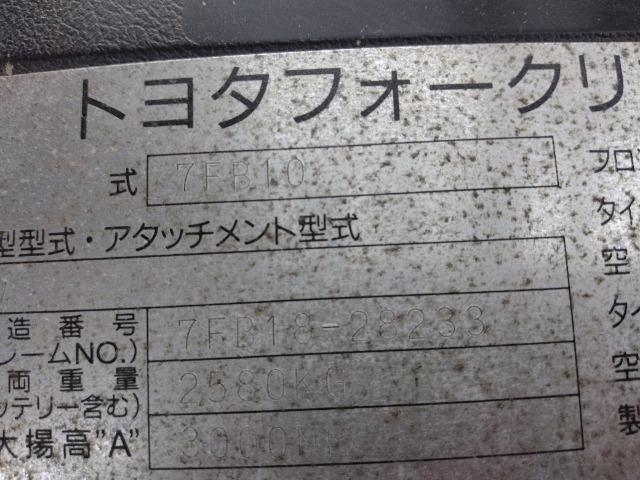 トヨタフォークリ
式 7FB10
型型式・アタッチメント型式
造番号 7FB18-28233
レームNO.)
両重量 2580KG
ッテリー含む)
大揚高"A"
フロ
タイ
空
タイ
空
製